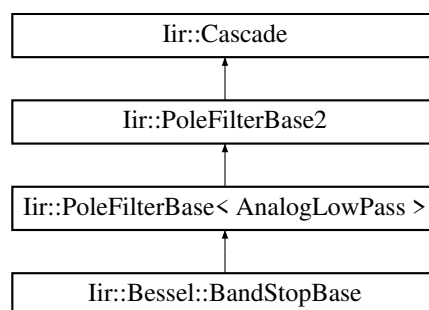 Iir::Cascade
Iir::PoleFilterBase2
Iir::PoleFilterBase< AnalogLowPass >
Iir::Bessel::BandStopBase